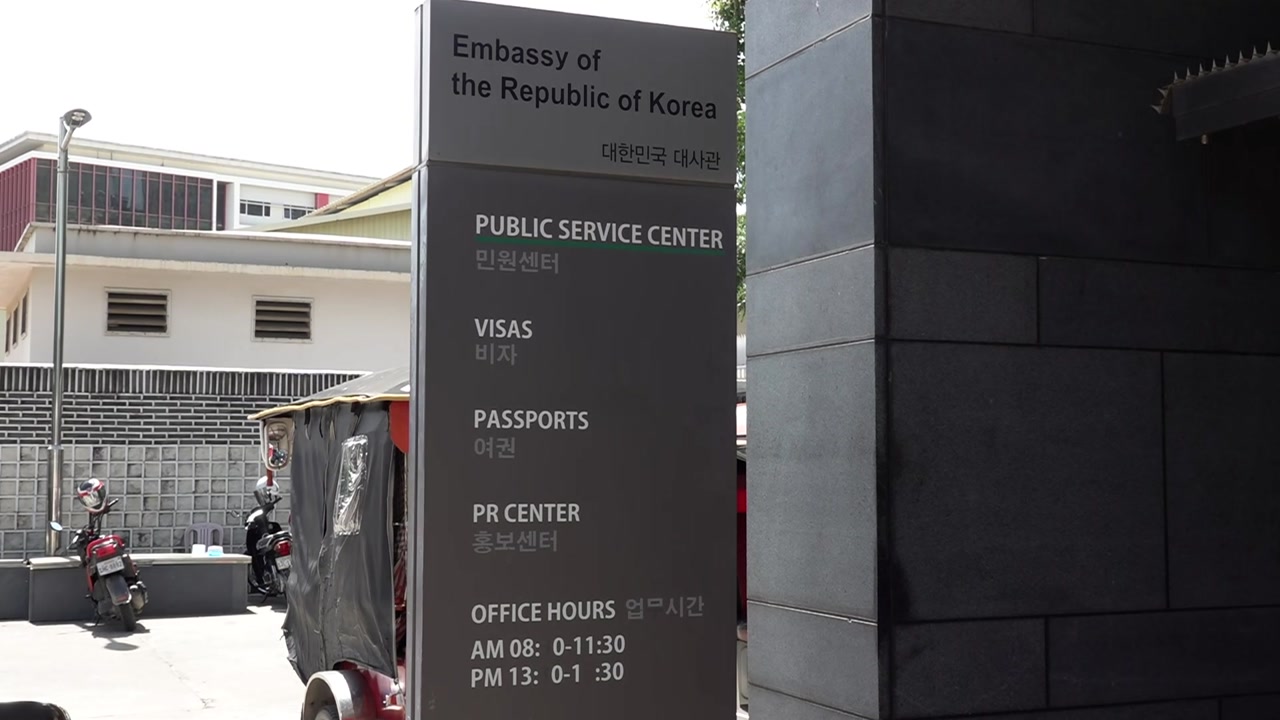 Embassy of
the Republic of Korea
대한민국 대사관
PUBLIC SERVICE CENTER
민원센터
VISAS
비자
PASSPORTS
여권
PR CENTER
홍보센터
OFFICE HOURS 업ᄆ시간
AM 08: 0-11:30
PM 13: 0-1 :30